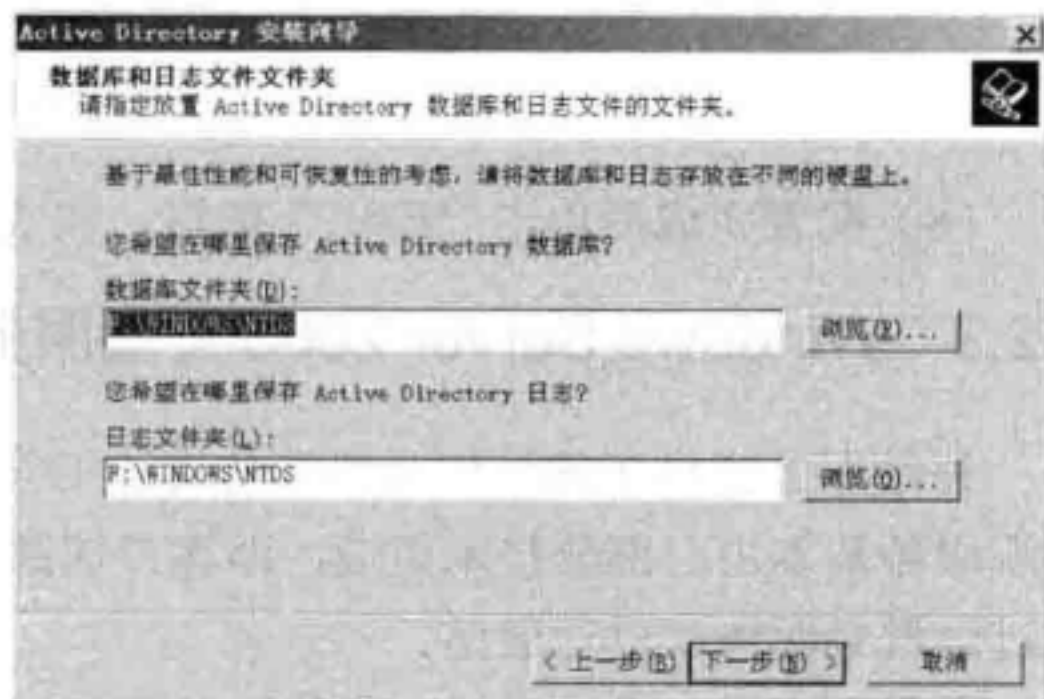 Active Directory 安装向导
数据库和日志文件文件夹
请指定放置 Active Directory 数据库和日志文件的文件夹。
基于最佳性能和可恢复性的考虑，请将数据库和日志存放在不同的硬盘上。
您希望在哪里保存 Active Directory 数据库?
数据库文件夹(D):
F:\WINDOWS\NTDS
浏览(R)...
您希望在哪里保存 Active Directory 日志?
日志文件夹(L):
F:\WINDOWS\NTDS
浏览(O)...
< 上一步(B)
下一步(N) >
取消